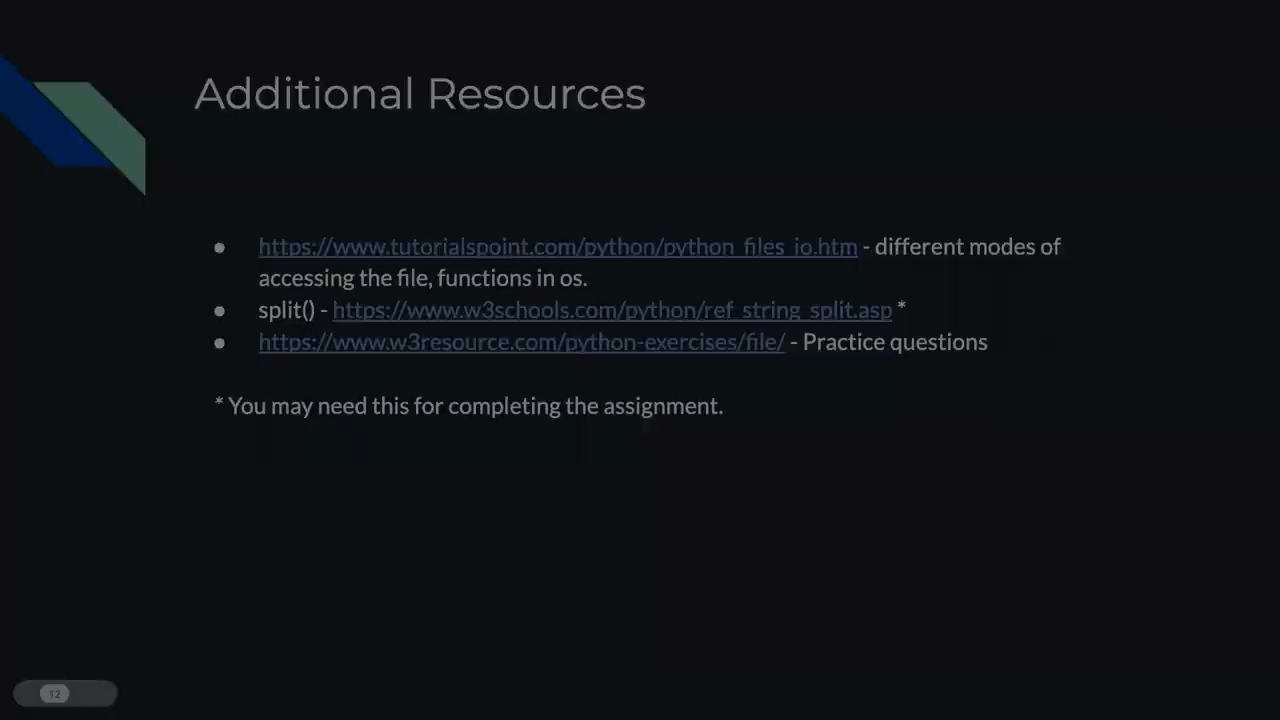 Additional Resources
● https://www.tutorialspoint.com/python/python_files_io.htm - different modes of
accessing the file, functions in os.
● split() - https://www.w3schools.com/python/ref_string_split.asp *
● https://www.w3resource.com/python-exercises/file/ - Practice questions
* You may need this for completing the assignment.
12